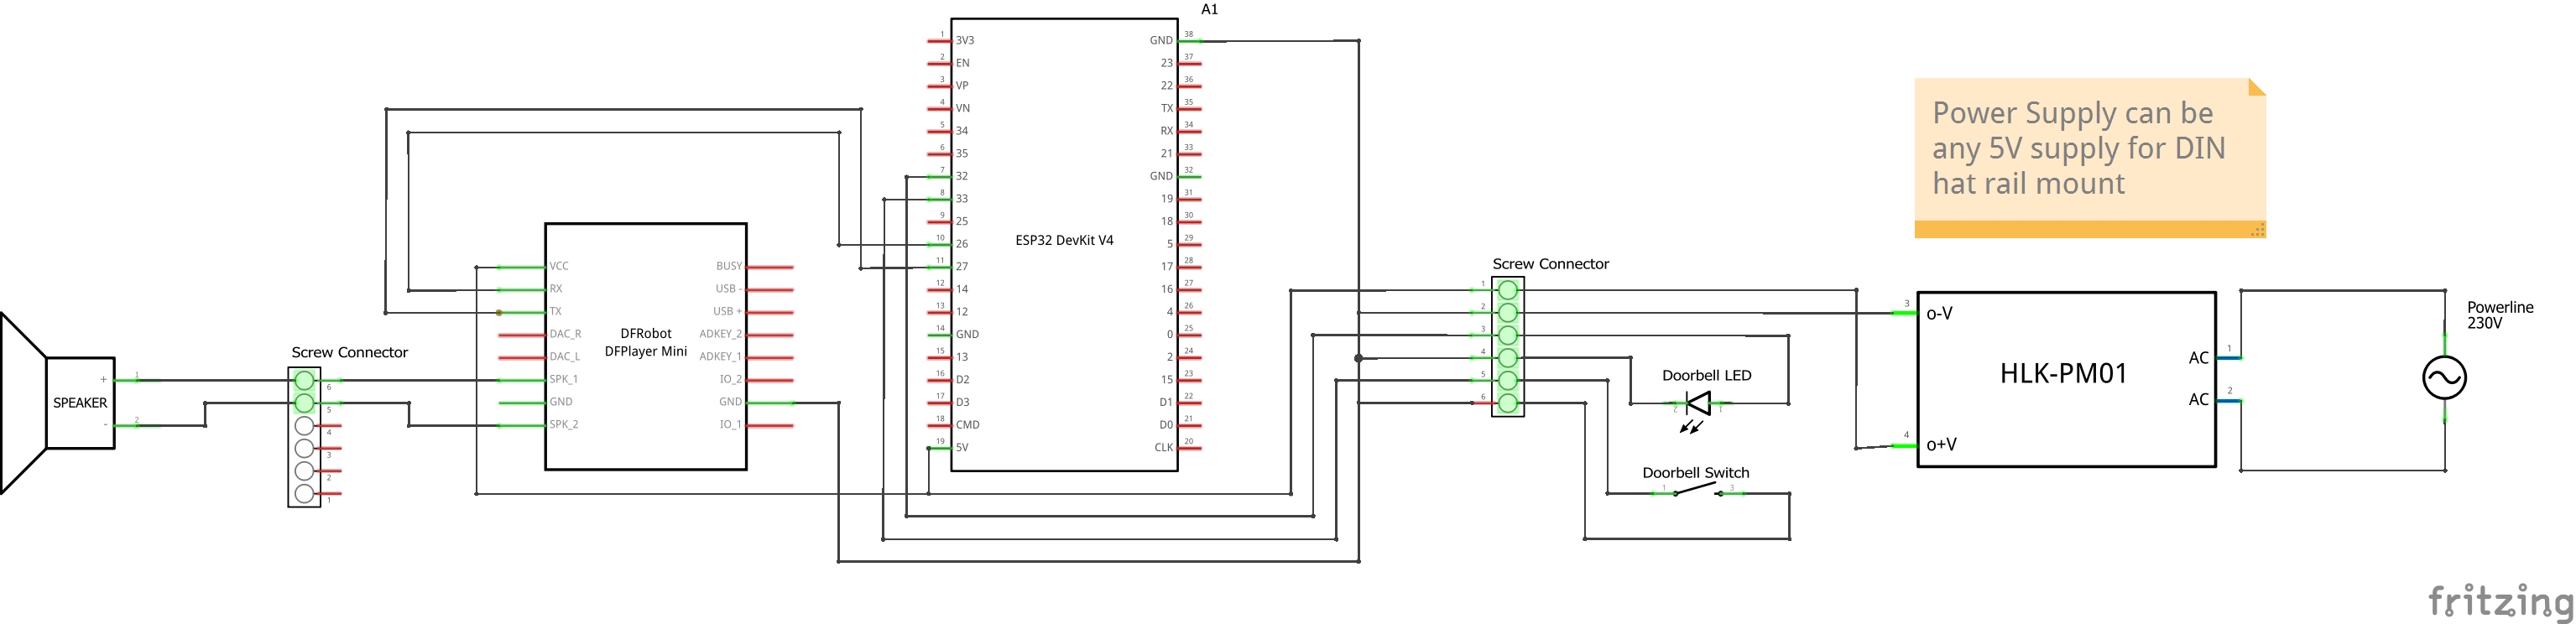 A1
1 3V3
2 EN
3 VP
4 VN
5 34
6 35
7 32
8 33
9 25
10 26
11 27
12 14
13 12
14 GND
15 13
16 D2
17 D3
18 CMD
19 5V
ESP32 DevKit V4
GND 38
23 37
22 36
TX 35
RX 34
21 33
GND 32
19 31
18 30
5 29
17 28
16 27
4 26
0 25
2 24
15 23
D1 22
D0 21
CLK 20
Power Supply can be
any 5V supply for DIN
hat rail mount
VCC
RX
TX
DAC_R
DAC_L
SPK_1
GND
SPK_2
DFRobot
DFPlayer Mini
BUSY
USB -
USB +
ADKEY_2
ADKEY_1
IO_2
GND
IO_1
SPEAKER
+ 1
- 2
Screw Connector
6
5
4
3
2
1
Screw Connector
1
2
3
4
5
6
Doorbell LED
2 1
Doorbell Switch
1 3
3 o-V
4 o+V
HLK-PM01
AC 1
AC 2
Powerline
230V
fritzing